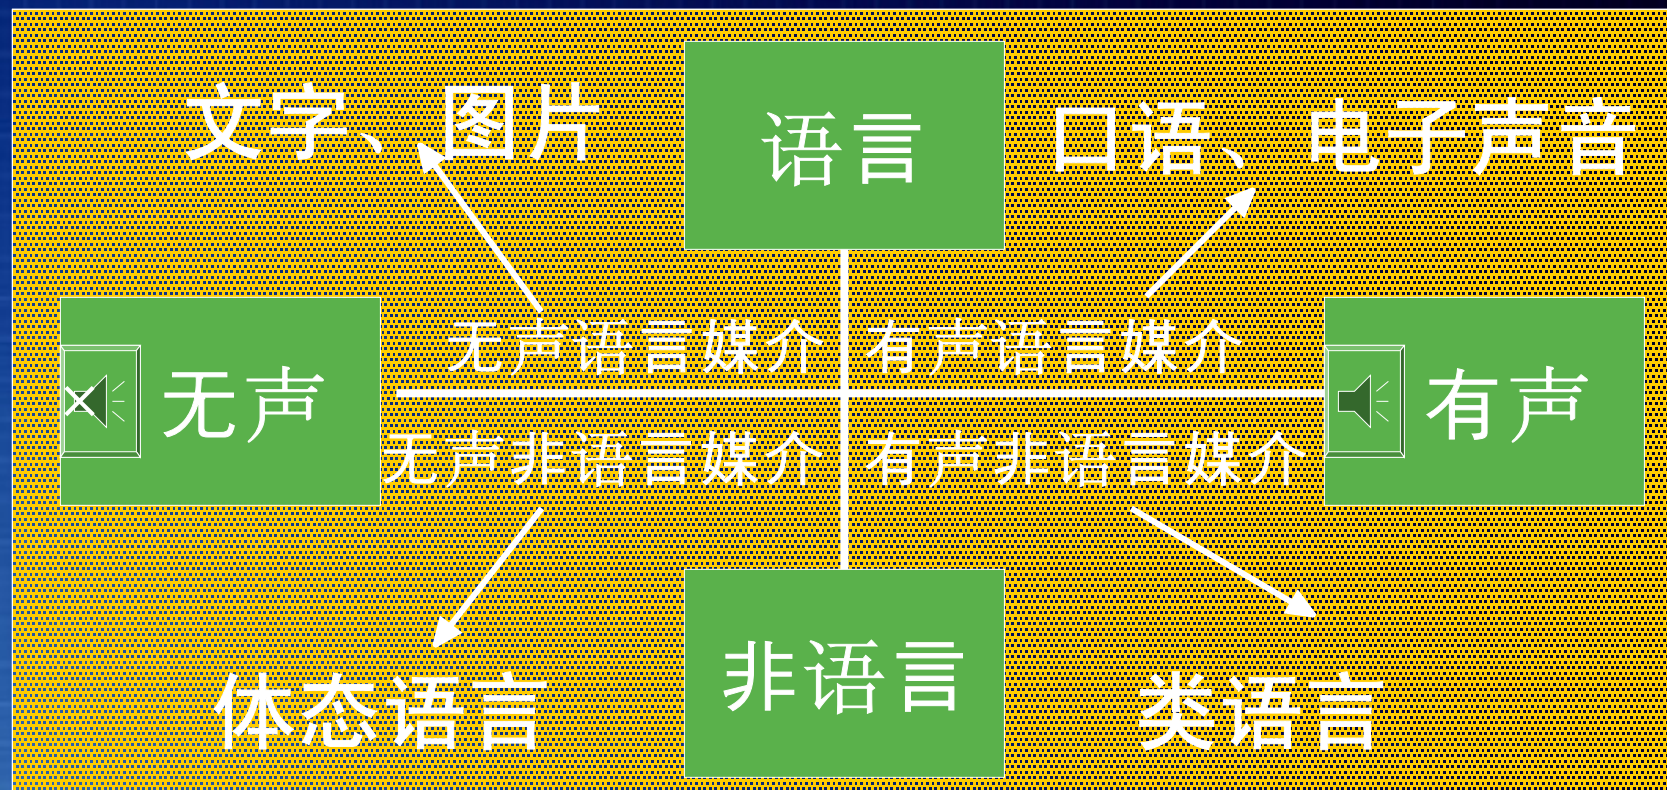 语言
文字、图片
口语、电子声音
无声语言媒介
有声语言媒介
无声
有声
无声非语言媒介
有声非语言媒介
体态语言
非语言
类语言